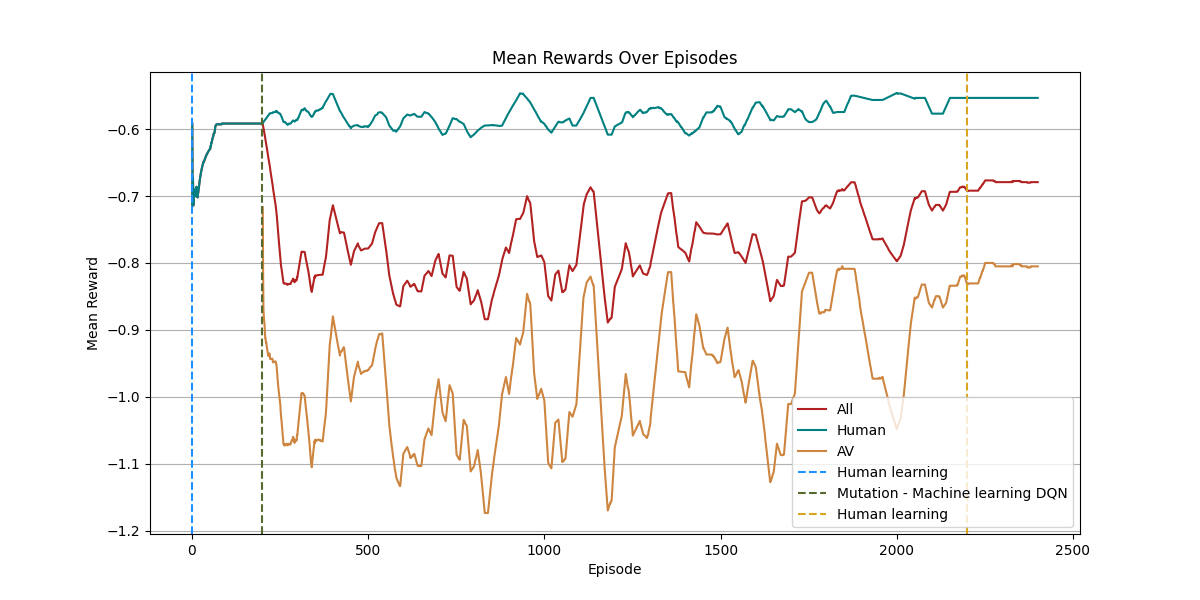 Mean Rewards Over Episodes
Mean Reward
−0.6
−0.7
−0.8
−0.9
−1.0
−1.1
−1.2
0
500
1000
1500
2000
2500
Episode
All
Human
AV
Human learning
Mutation - Machine learning DQN
Human learning